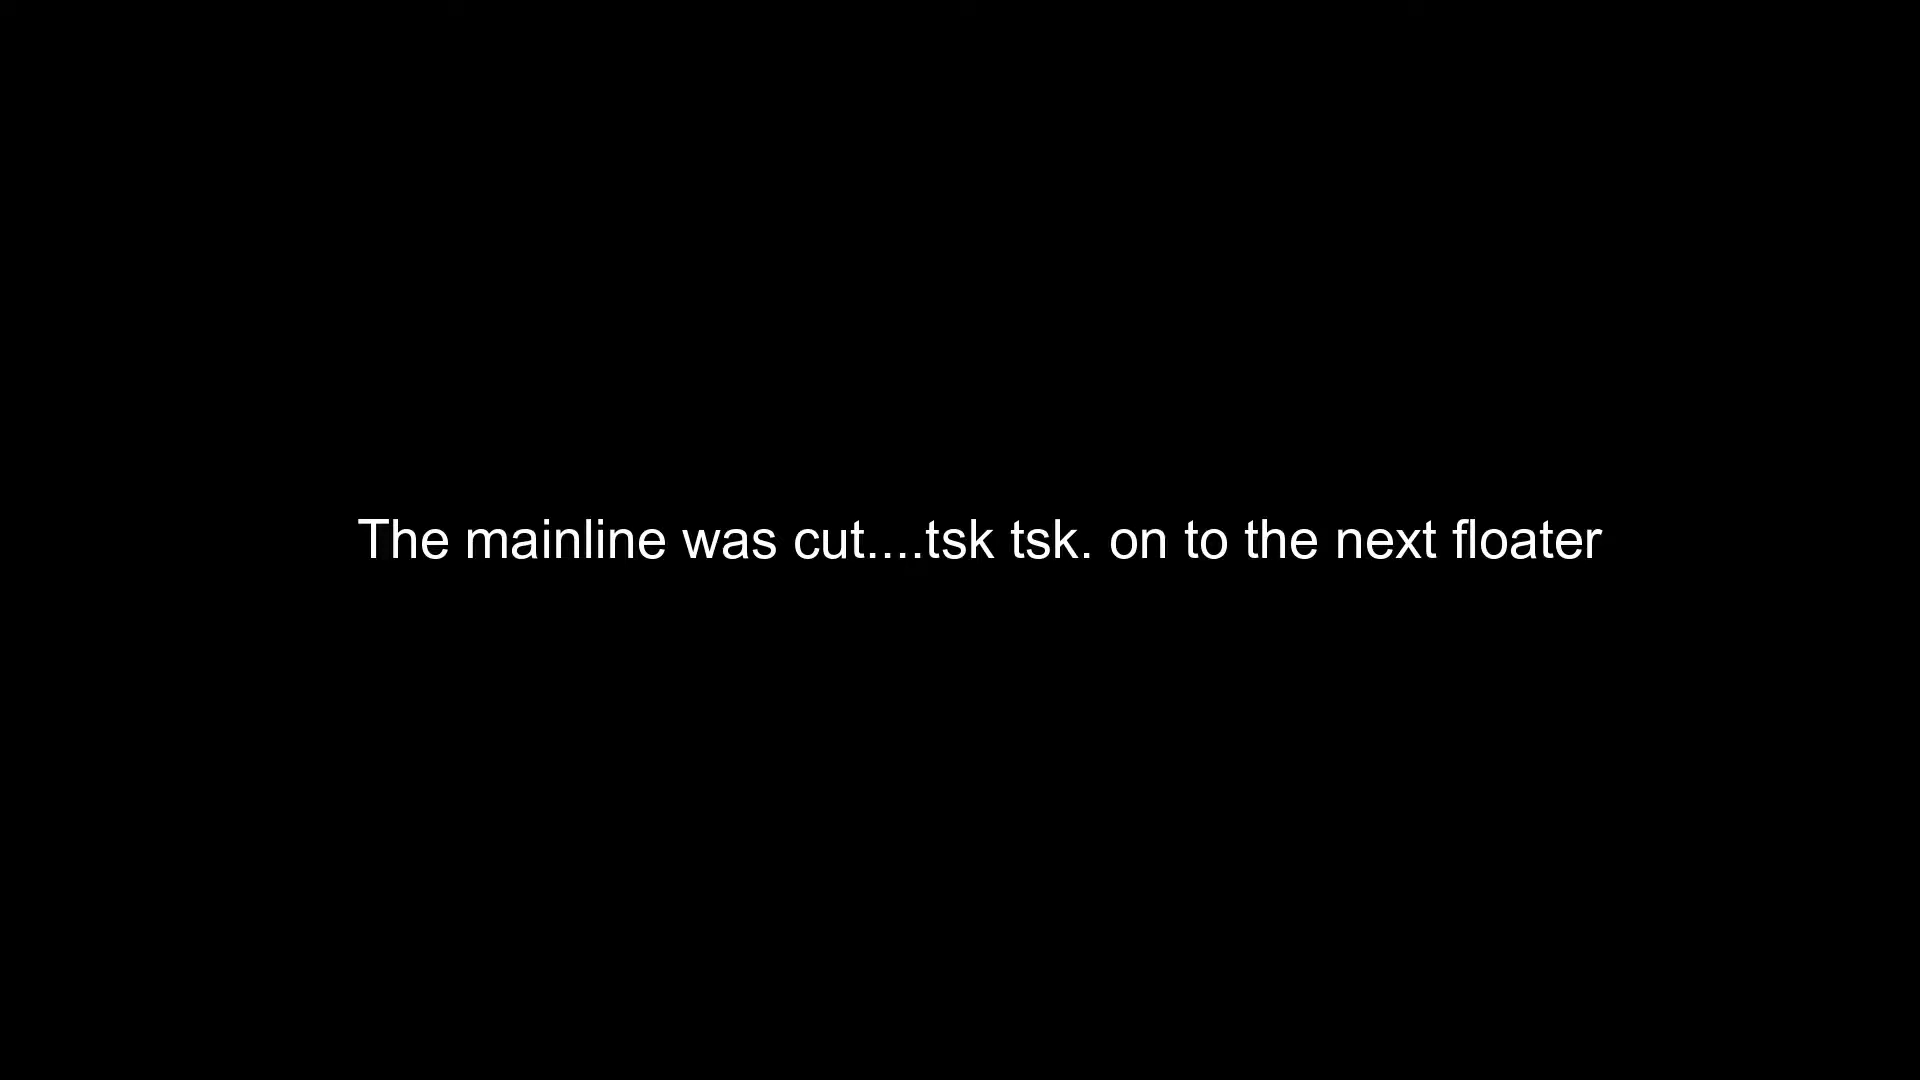 The mainline was cut....tsk tsk. on to the next floater